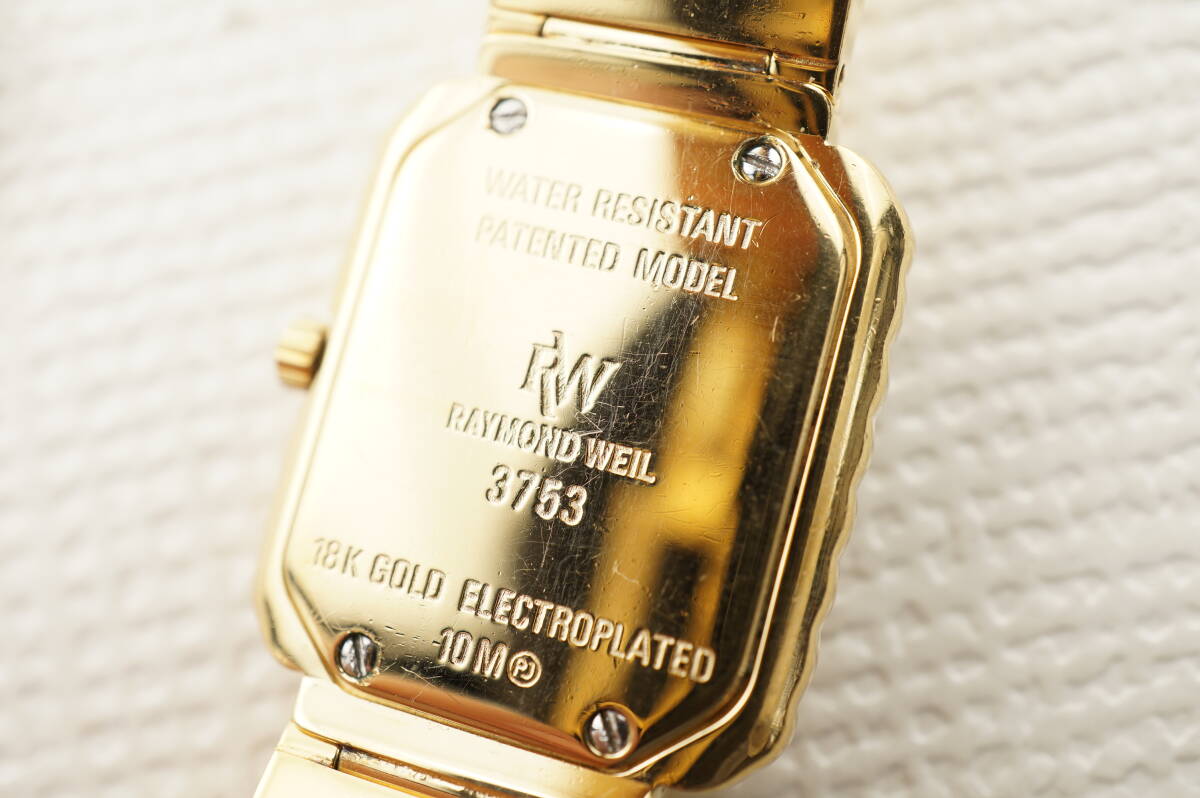 WATER RESISTANT
PATENTED MODEL
RW
RAYMOND WEIL
3753
18K GOLD ELECTROPLATED
10M